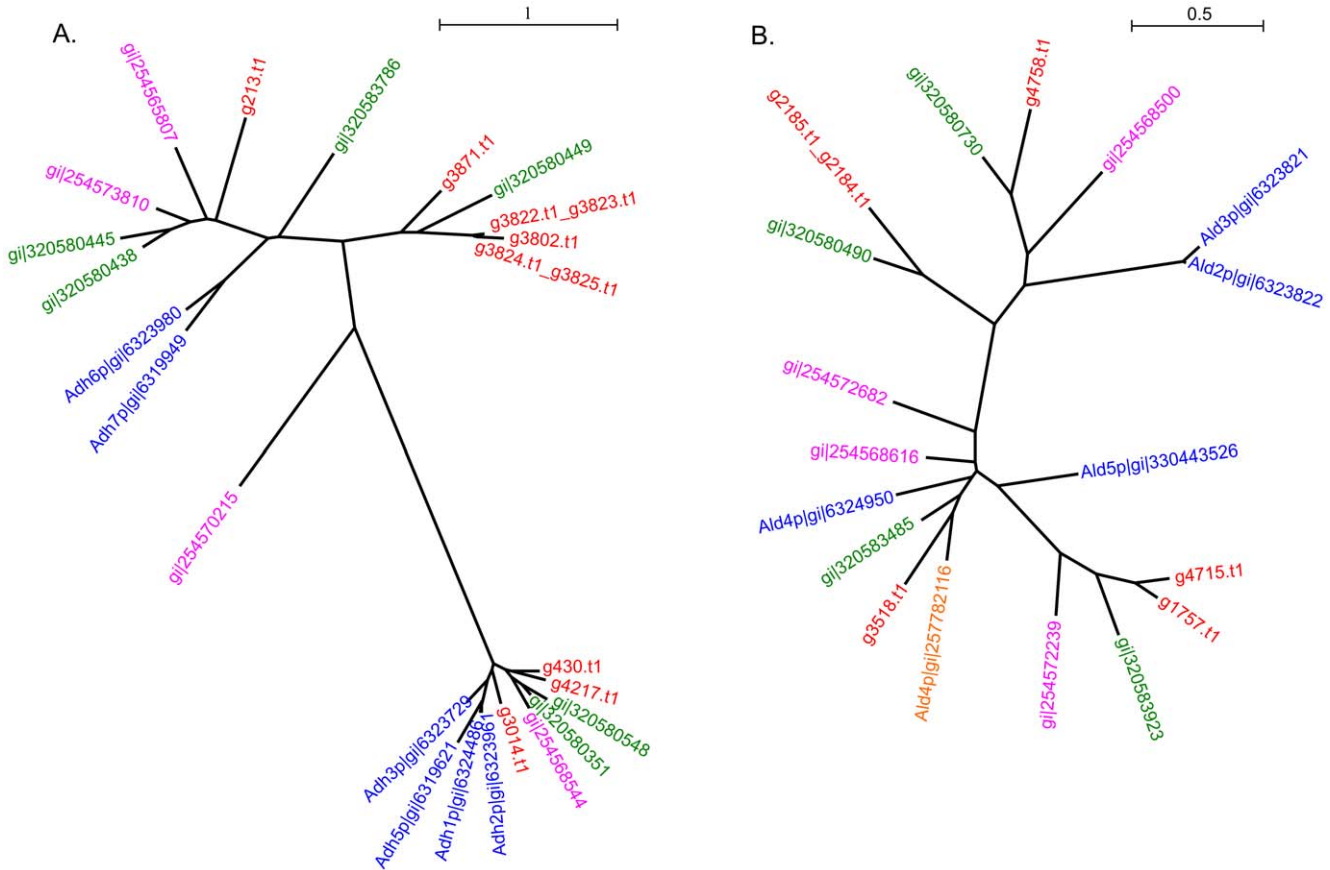 A.
1
gi|254565807
g213.t1
gi|320583786
g3871.t1
gi|320580449
gi|254573810
g3822.t1_g3823.t1
g3802.t1
g3824.t1_g3825.t1
gi|320580445
gi|320580438
Adh6p|gi|6323980
Adh7p|gi|6319949
gi|254570215
g430.t1
g4217.t1
gi|320580548
gi|320580351
gi|254568544
g3014.t1
Adh3p|gi|6323729
Adh5p|gi|6319621
Adh1p|gi|6324486
Adh2p|gi|6323961
B.
0.5
g2185.t1_g2184.t1
gi|320580730
g4758.t1
gi|254568500
Ald3p|gi|6323821
Ald2p|gi|6323822
gi|320580490
gi|254572682
gi|254568616
Ald5p|gi|330443526
Ald4p|gi|6324950
gi|320583485
g3518.t1
Ald4p|gi|257782116
g4715.t1
g1757.t1
gi|254572239
gi|320583923